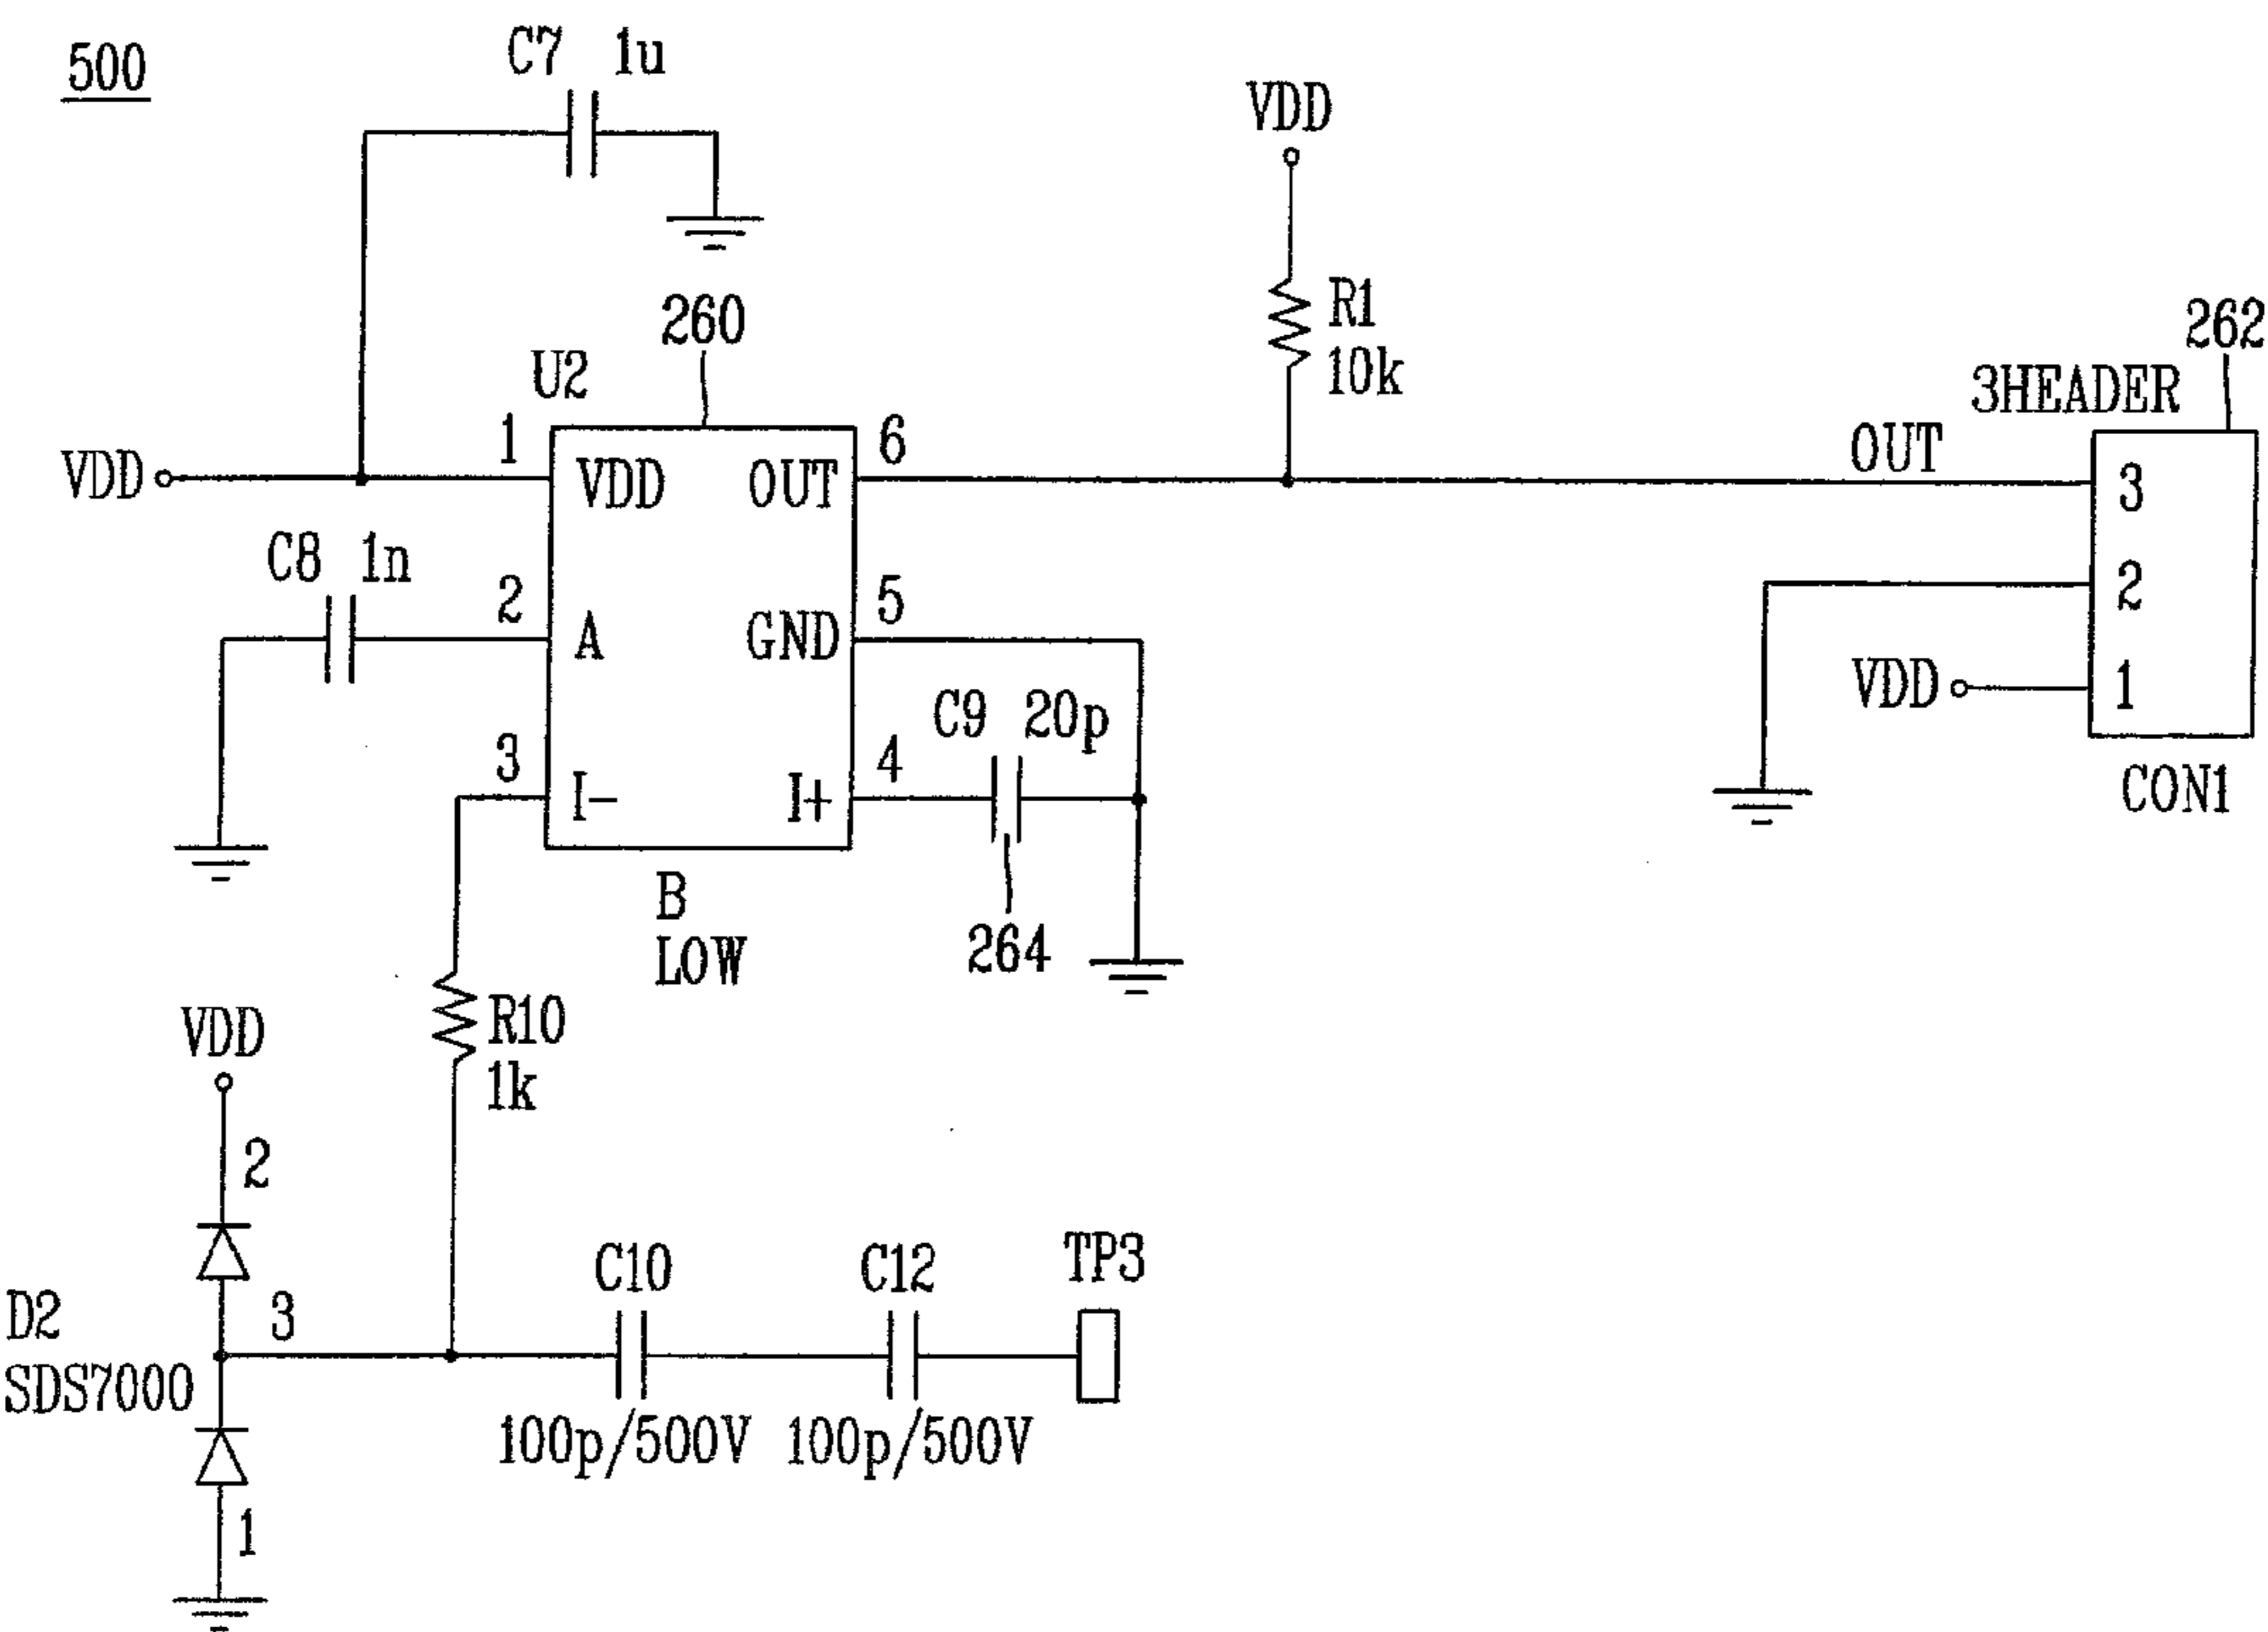 500
C7 1u
VDD
260
U2
R1
10k
262
3HEADER
1
6
OUT
VDD
VDD
OUT
3
C8 1n
2
5
2
A
GND
VDD
1
C9 20p
3
4
CON1
I-
I+
B
LOW
264
R10
1k
VDD
2
C10
C12
TP3
D2
3
SDS7000
100p/500V
100p/500V
1